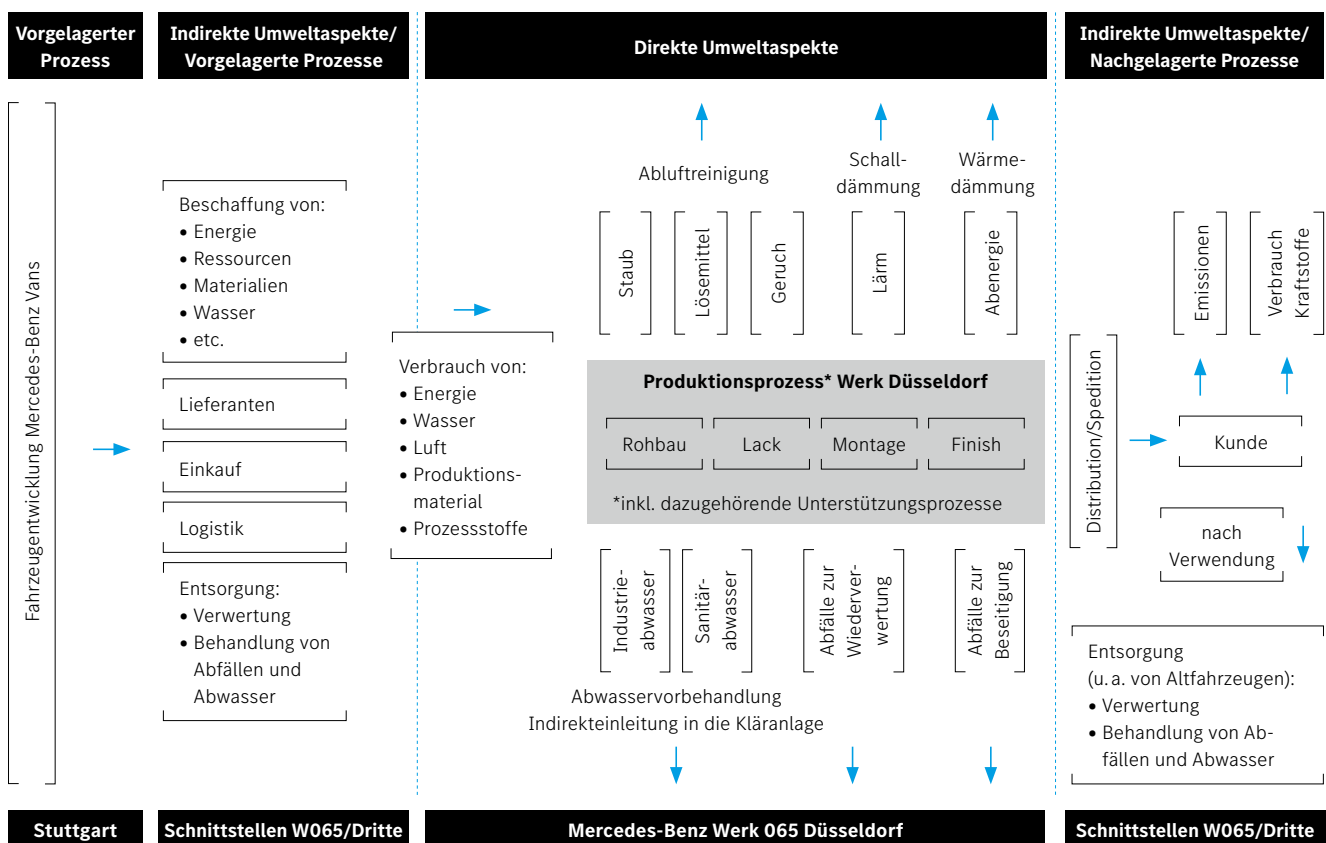 Vorgelagerter
Prozess
Indirekte Umweltaspekte/
Vorgelagerte Prozesse
Direkte Umweltaspekte
Indirekte Umweltaspekte/
Nachgelagerte Prozesse
Fahrzeugentwicklung Mercedes-Benz Vans
Beschaffung von:
• Energie
• Ressourcen
• Materialien
• Wasser
• etc.
Lieferanten
Einkauf
Logistik
Entsorgung:
• Verwertung
• Behandlung von
Abfällen und
Abwasser
Verbrauch von:
• Energie
• Wasser
• Luft
• Produktions-
material
• Prozessstoffe
Abluftreinigung
Schall-
dämmung
Wärme-
dämmung
Staub
Lösemittel
Geruch
Lärm
Abenergie
Produktionsprozess* Werk Düsseldorf
Rohbau
Lack
Montage
Finish
*inkl. dazugehörende Unterstützungsprozesse
Industrie-
abwasser
Sanitär-
abwasser
Abfälle zur
Wiederver-
wertung
Abfälle zur
Beseitigung
Abwasservorbehandlung
Indirekteinleitung in die Kläranlage
Distribution/Spedition
Emissionen
Verbrauch
Kraftstoffe
Kunde
nach
Verwendung
Entsorgung
(u. a. von Altfahrzeugen):
• Verwertung
• Behandlung von Ab-
fällen und Abwasser
Stuttgart
Schnittstellen W065/Dritte
Mercedes-Benz Werk 065 Düsseldorf
Schnittstellen W065/Dritte